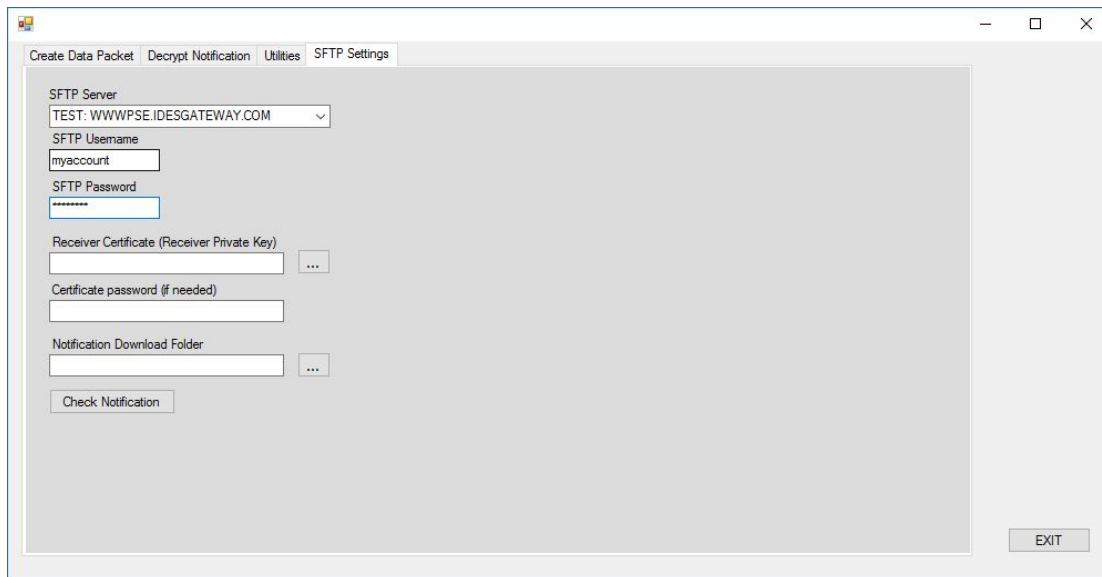 Create Data Packet Decrypt Notification Utilities SFTP Settings
SFTP Server
TEST: WWWPSE.IDESGATEWAY.COM
SFTP Username
myaccount
SFTP Password
********
Receiver Certificate (Receiver Private Key)
...
Certificate password (if needed)
Notification Download Folder
...
Check Notification
EXIT